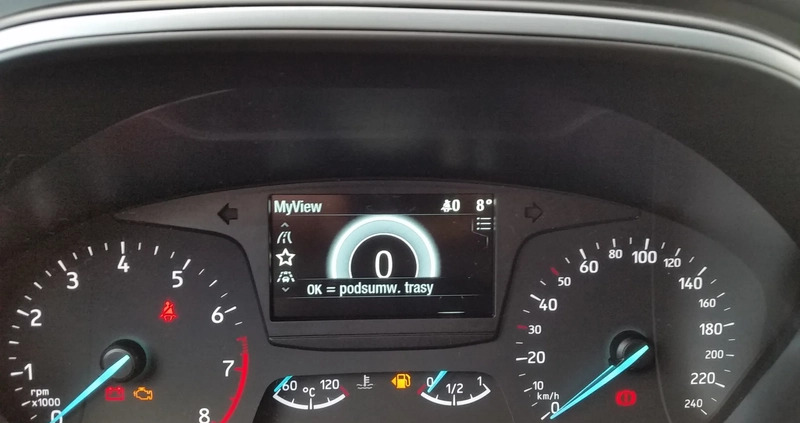 MyView 0 8°
0
OK = podsumw. trasy
0 1 2 3 4 5 6 7 8
rpm
x1000
60 °C 120
0 1/2 1
0 10 20 30 40 50 60 80 100 120 140 160 180 200 220 240
km/h